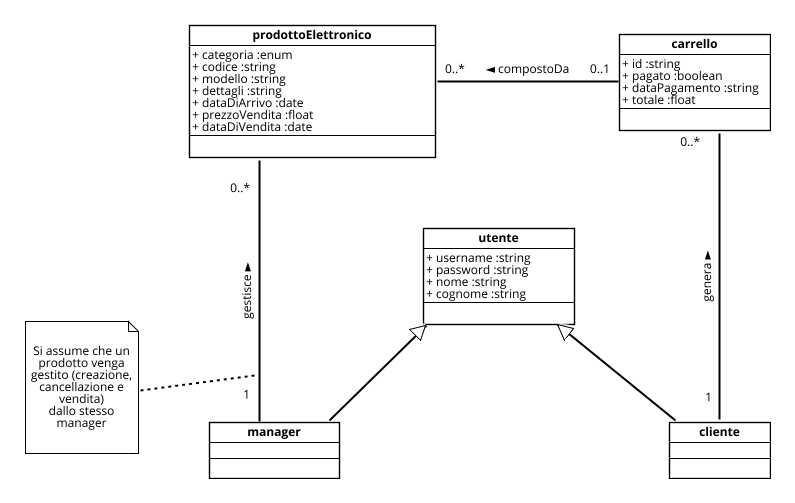 prodottoElettronico
+ categoria :enum
+ codice :string
+ modello :string
+ dettagli :string
+ dataDiArrivo :date
+ prezzoVendita :float
+ dataDiVendita :date
0..*
◄ compostoDa
0..1
carrello
+ id :string
+ pagato :boolean
+ dataPagamento :string
+ totale :float
0..*
0..*
utente
+ username :string
+ password :string
+ nome :string
+ cognome :string
gestisce ►
genera ►
Si assume che un
prodotto venga
gestito (creazione,
cancellazione e
vendita)
dallo stesso
manager
1
1
manager
cliente